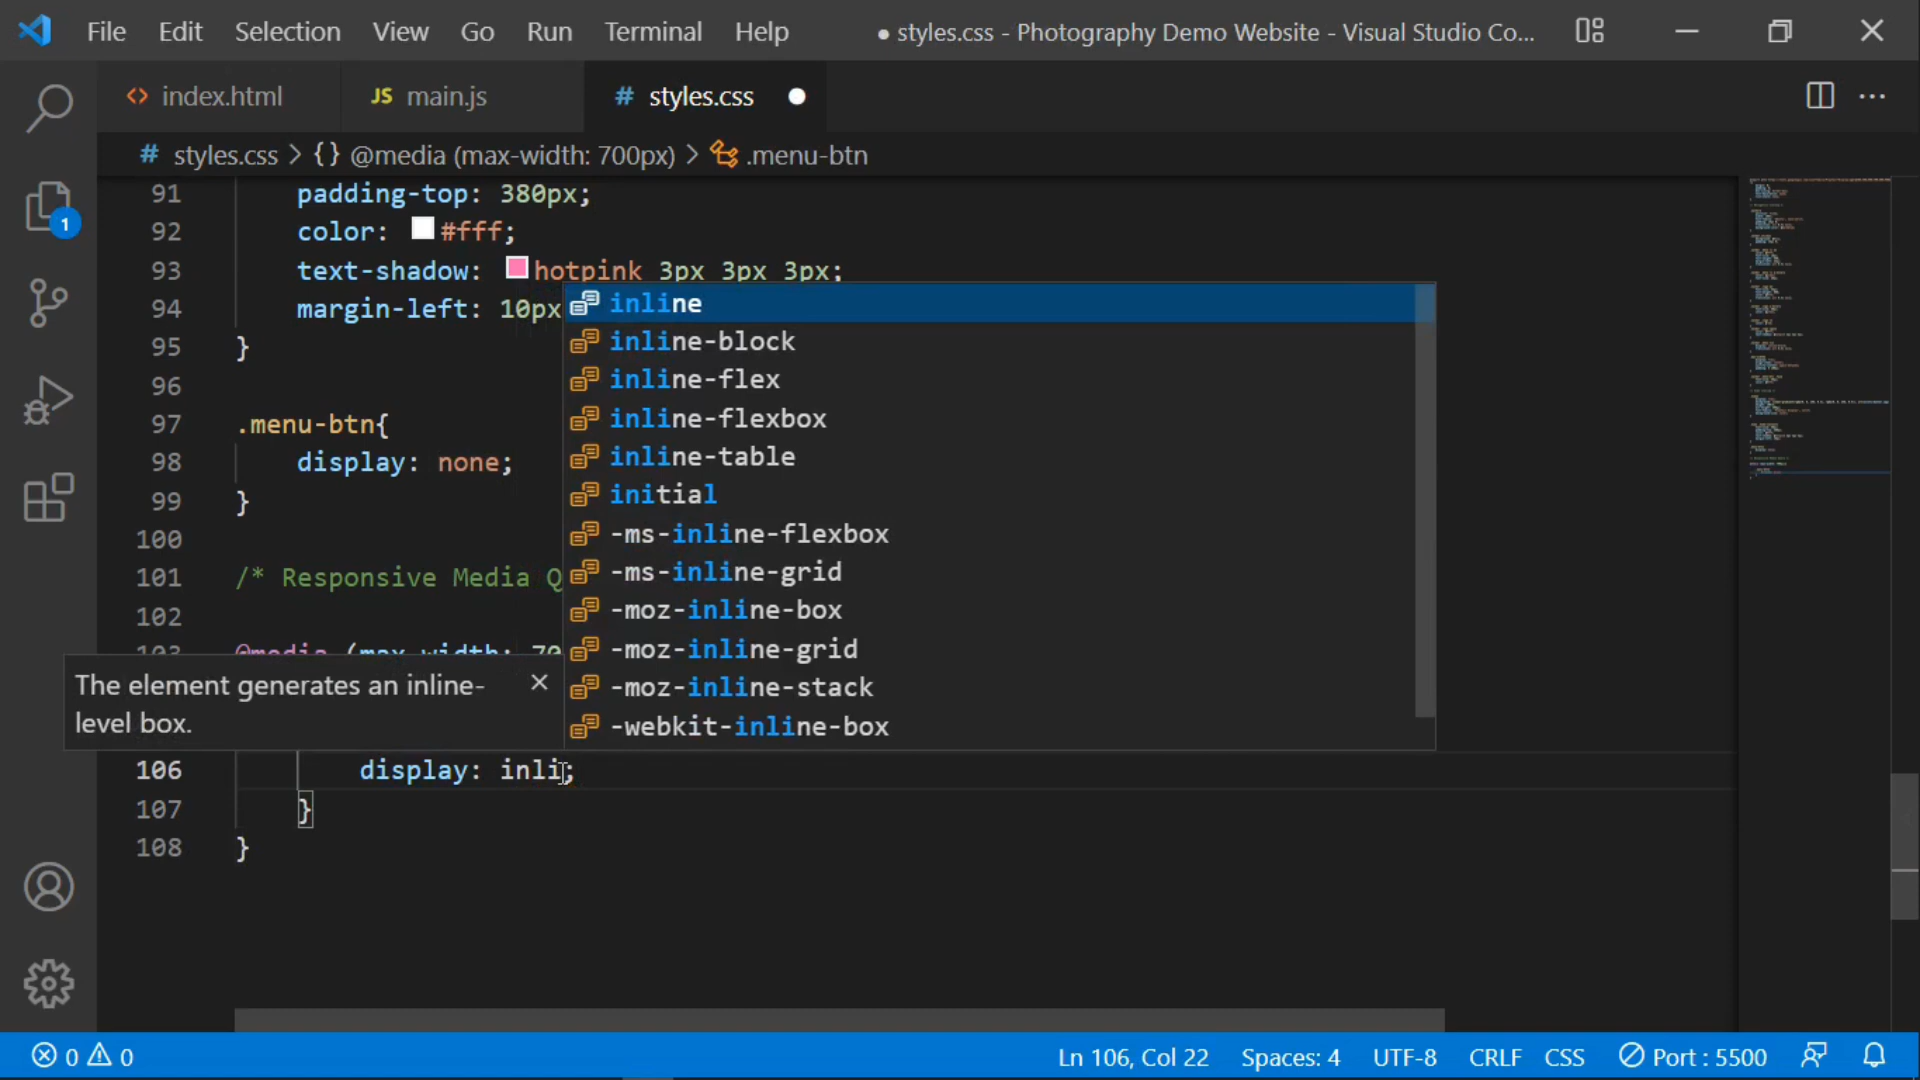 File Edit Selection View Go Run Terminal Help ● styles.css - Photography Demo Website - Visual Studio Co...
<> index.html JS main.js # styles.css ●
# styles.css > {} @media (max-width: 700px) > .menu-btn
91 padding-top: 380px;
92 color: #fff;
93 text-shadow: hotpink 3px 3px 3px;
94 margin-left: 10px
95 }
96
97 .menu-btn{
98 display: none;
99 }
100
101 /* Responsive Media Q
102
103 @media (max-width: 70
106 display: inli;
107 }
108 }
inline
inline-block
inline-flex
inline-flexbox
inline-table
initial
-ms-inline-flexbox
-ms-inline-grid
-moz-inline-box
-moz-inline-grid
-moz-inline-stack
-webkit-inline-box
The element generates an inline-
level box.
1
0 0 Ln 106, Col 22 Spaces: 4 UTF-8 CRLF CSS Port : 5500